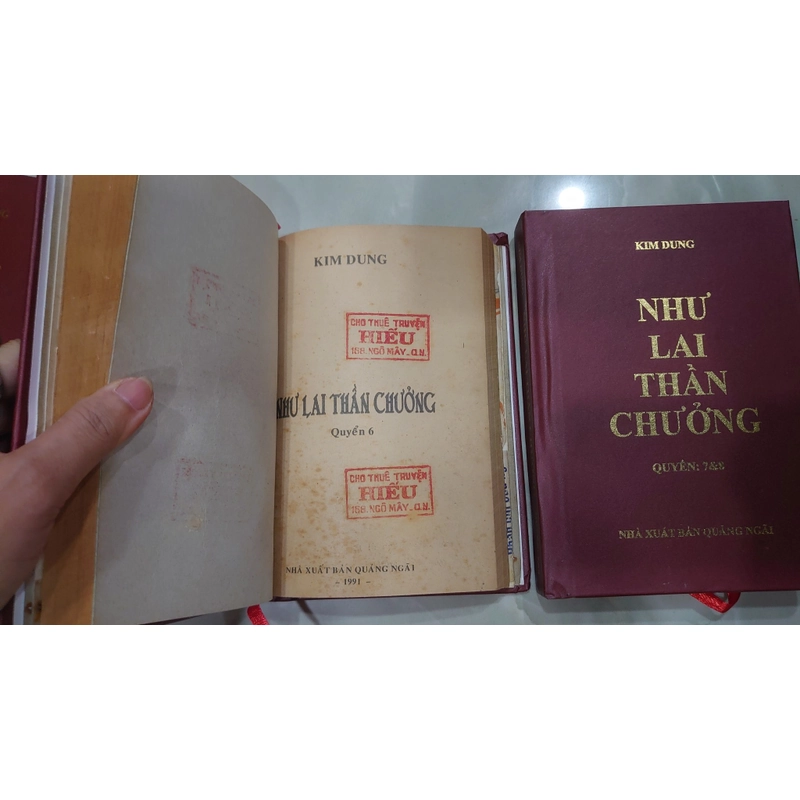 KIM DUNG
CHO THUÊ TRUYỆN
HIẾU
158. NGÔ MÂY. Q.N.
NHƯ LAI THẦN CHƯỞNG
Quyển 6
CHO THUÊ TRUYỆN
HIẾU
158. NGÔ MÂY. Q.N.
NHÀ XUẤT BẢN QUẢNG NGÃI
- 1991 -
KIM DUNG
NHƯ
LAI
THẦN
CHƯỞNG
QUYỂN: 7&8
NHÀ XUẤT BẢN QUẢNG NGÃI